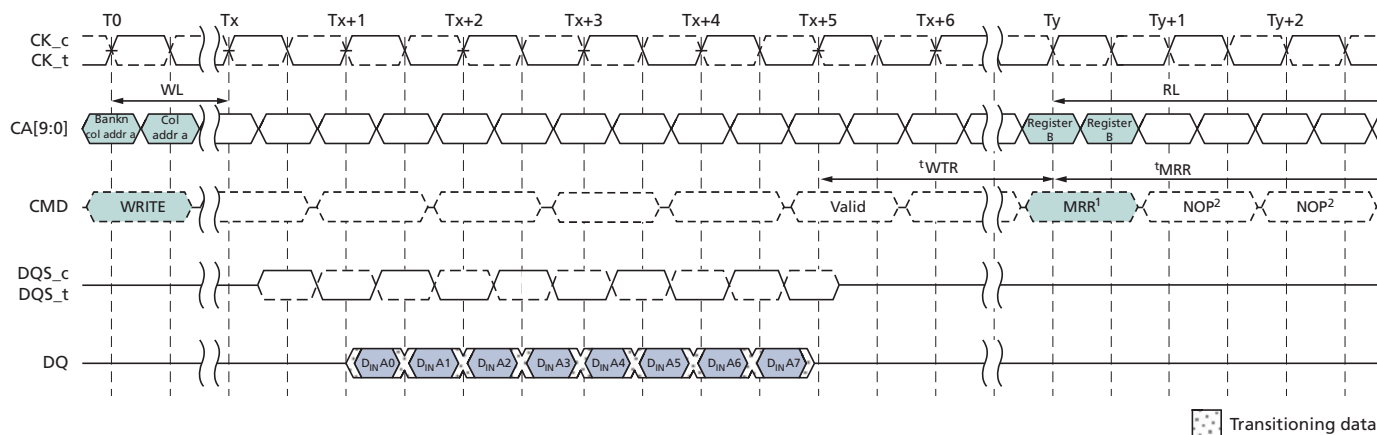 T0 Tx Tx+1 Tx+2 Tx+3 Tx+4 Tx+5 Tx+6 Ty Ty+1 Ty+2
CK_c
CK_t
WL RL
CA[9:0] Bankn col addr a Col addr a Register B Register B
tWTR tMRR
CMD WRITE Valid MRR1 NOP2 NOP2
DQS_c
DQS_t
DQ DIN A0 DIN A1 DIN A2 DIN A3 DIN A4 DIN A5 DIN A6 DIN A7
Transitioning data